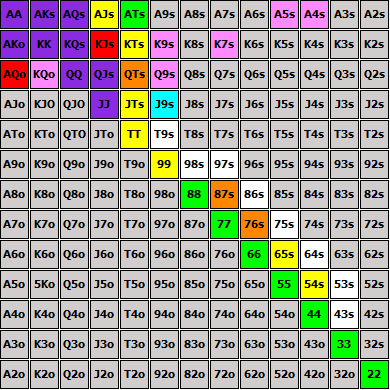 AA AKs AQs AJs ATs A9s A8s A7s A6s A5s A4s A3s A2s
AKo KK KQs KJs KTs K9s K8s K7s K6s K5s K4s K3s K2s
AQo KQo QQ QJs QTs Q9s Q8s Q7s Q6s Q5s Q4s Q3s Q2s
AJo KJO QJO JJ JTs J9s J8s J7s J6s J5s J4s J3s J2s
ATo KTo QTO JTo TT T9s T8s T7s T6s T5s T4s T3s T2s
A9o K9o Q9o J9o T9o 99 98s 97s 96s 95s 94s 93s 92s
A8o K8o Q8o J8o T8o 98o 88 87s 86s 85s 84s 83s 82s
A7o K7o Q7o J7o T7o 97o 87o 77 76s 75s 74s 73s 72s
A6o K6o Q6o J6o T6o 96o 86o 76o 66 65s 64s 63s 62s
A5o 5Ko Q5o J5o T5o 95o 85o 75o 65o 55 54s 53s 52s
A4o K4o Q4o J4o T4o 94o 84o 74o 64o 54o 44 43s 42s
A3o K3o Q3o J3o T3o 93o 83o 73o 63o 53o 43o 33 32s
A2o K2o Q2o J2o T2o 92o 82o 72o 62o 52o 42o 32o 22